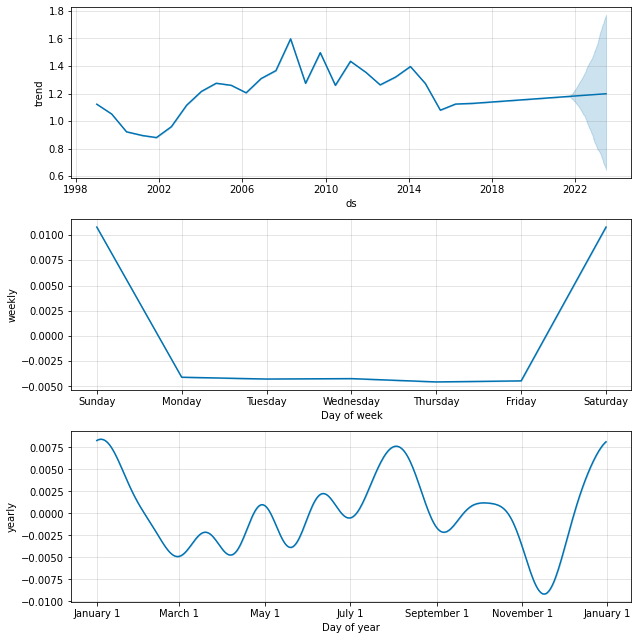 1.8
1.6
1.4
1.2
1.0
0.8
0.6
trend
1998 2002 2006 2010 2014 2018 2022
ds
0.0100
0.0075
0.0050
0.0025
0.0000
−0.0025
−0.0050
weekly
Sunday Monday Tuesday Wednesday Thursday Friday Saturday
Day of week
0.0075
0.0050
0.0025
0.0000
−0.0025
−0.0050
−0.0075
−0.0100
yearly
January 1 March 1 May 1 July 1 September 1 November 1 January 1
Day of year